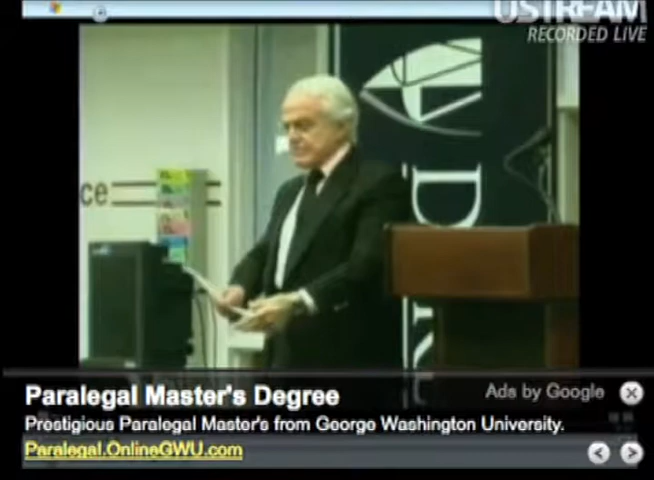 USTREAM
RECORDED LIVE
ce
Paralegal Master's Degree
Ads by Google
Prestigious Paralegal Master's from George Washington University.
Paralegal.OnlineGWU.com